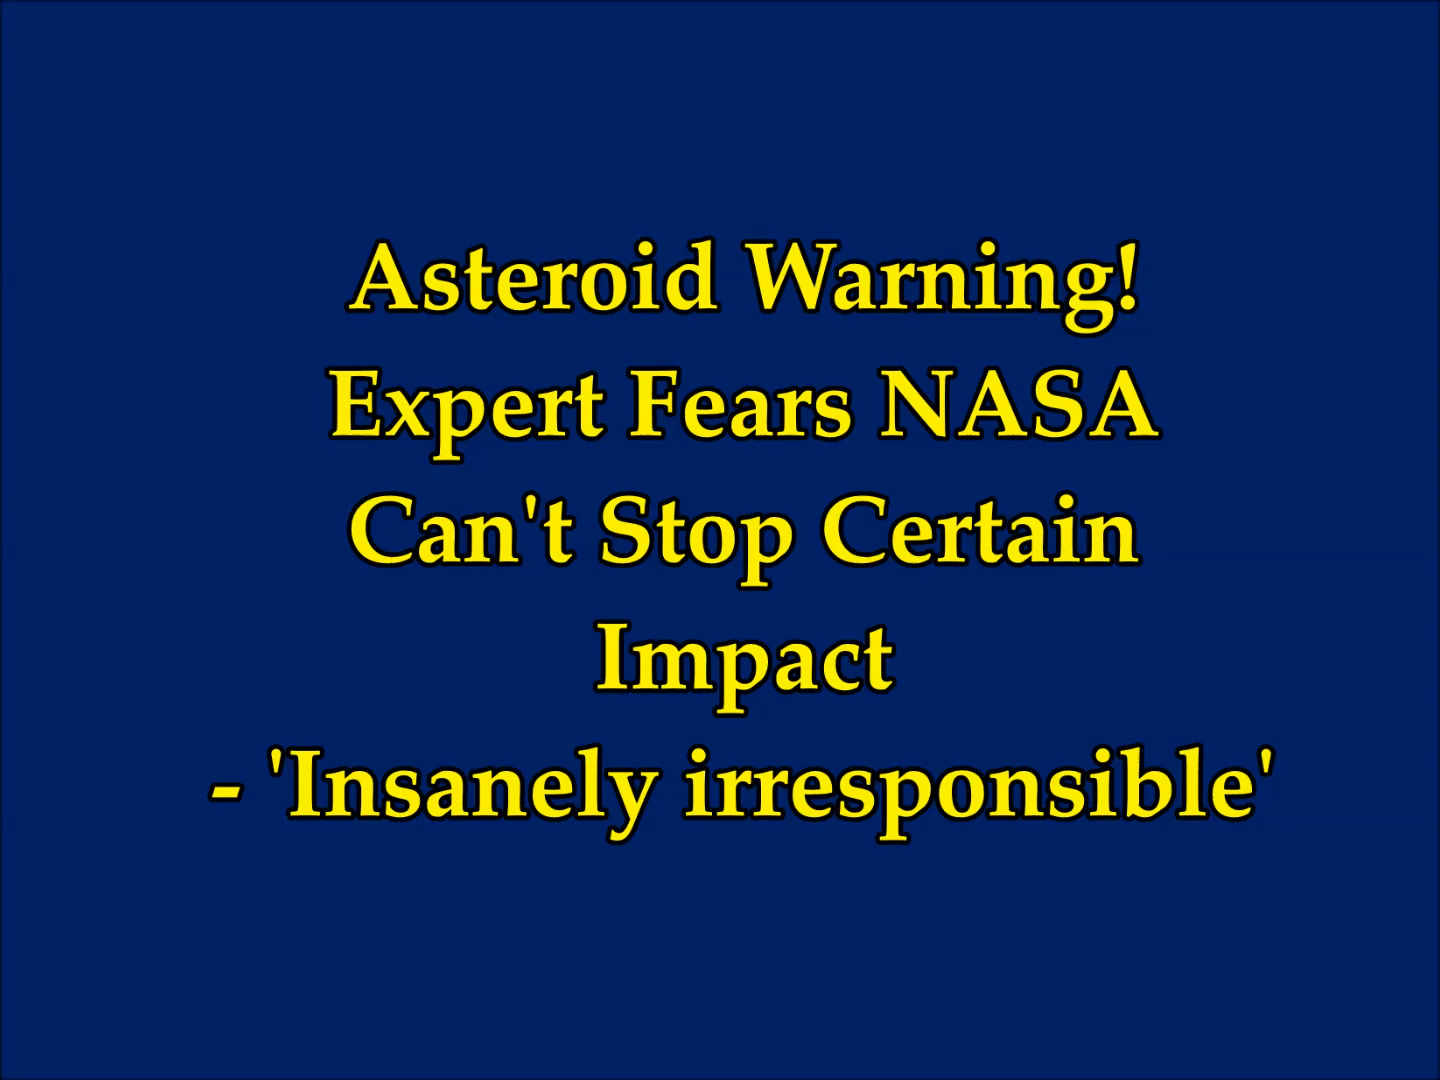 Asteroid Warning!
Expert Fears NASA
Can't Stop Certain
Impact
- 'Insanely irresponsible'